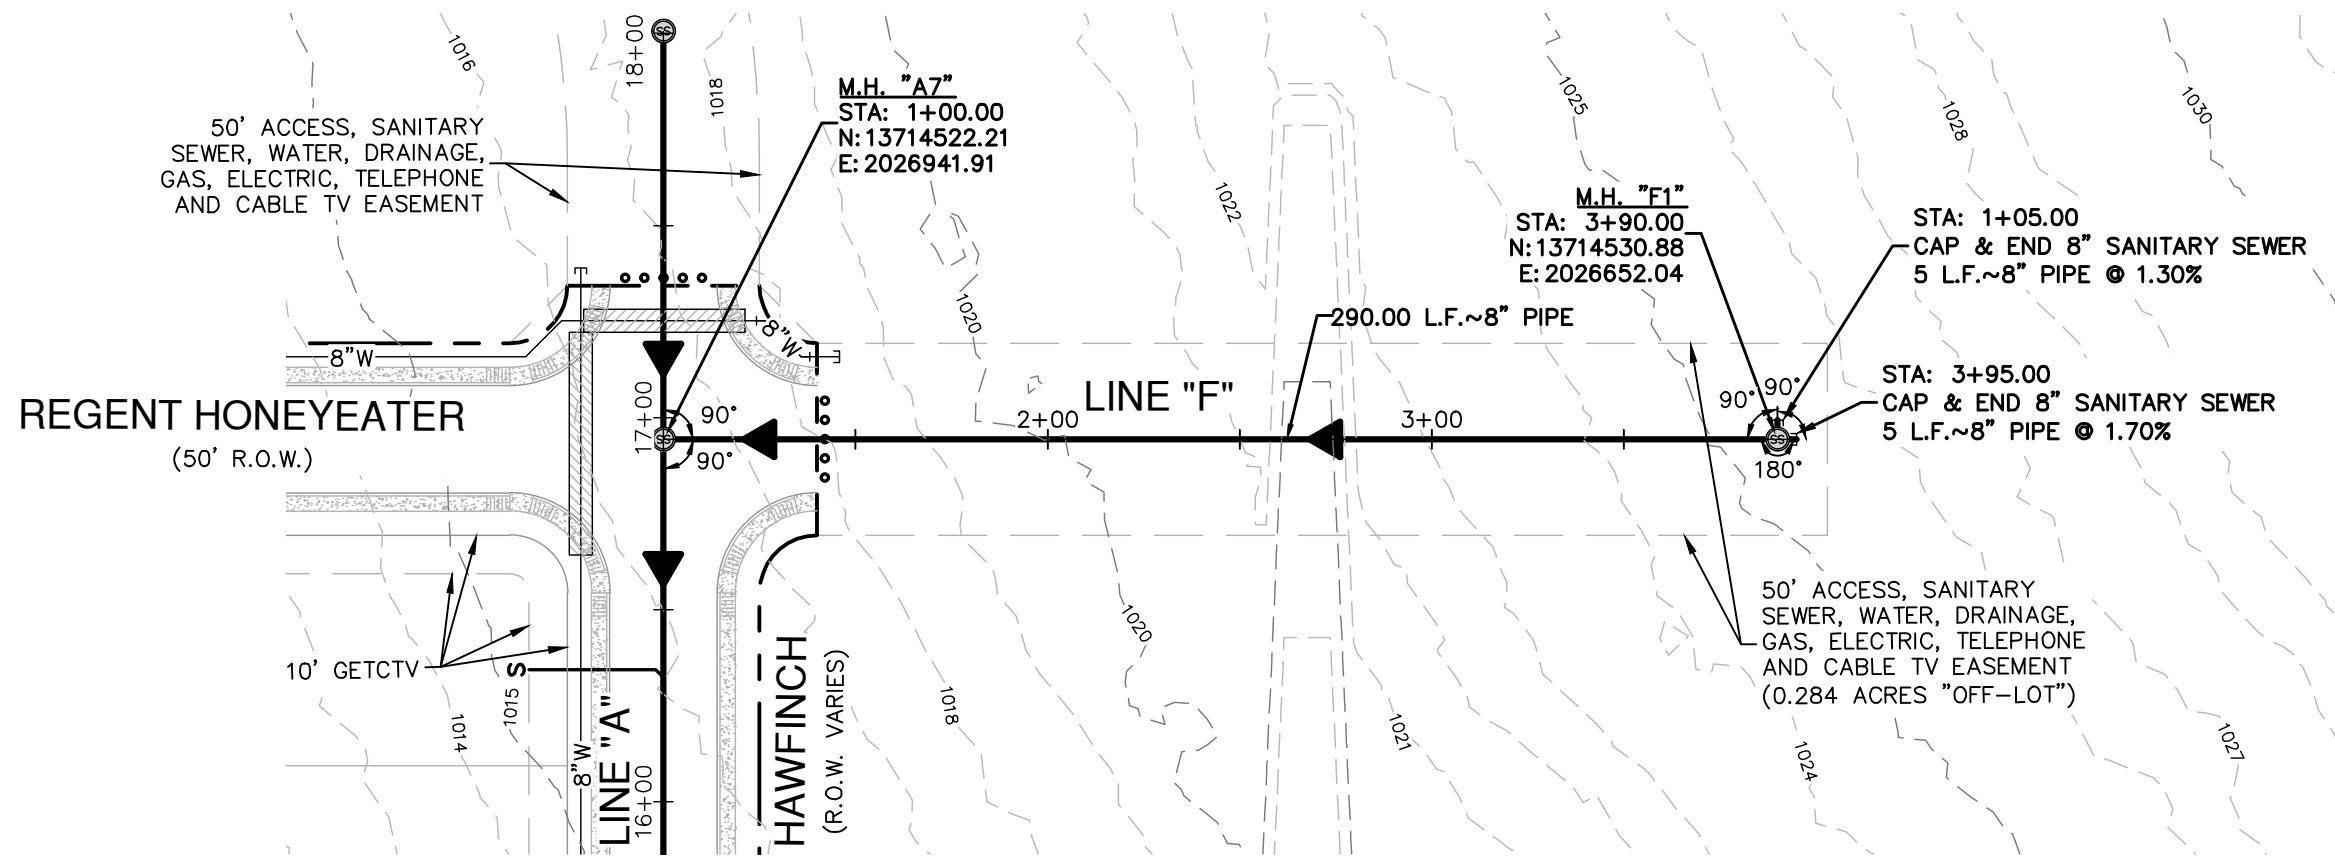 18+00
1016
1018
1025
1028
1030
M.H. "A7"
STA: 1+00.00
N:13714522.21
E:2026941.91
50' ACCESS, SANITARY
SEWER, WATER, DRAINAGE,
GAS, ELECTRIC, TELEPHONE
AND CABLE TV EASEMENT
1022
M.H. "F1"
STA: 3+90.00
N:13714530.88
E:2026652.04
STA: 1+05.00
CAP & END 8" SANITARY SEWER
5 L.F.~8" PIPE @ 1.30%
1020
290.00 L.F.~8" PIPE
8"W
8"W
STA: 3+95.00
CAP & END 8" SANITARY SEWER
5 L.F.~8" PIPE @ 1.70%
REGENT HONEYEATER
(50' R.O.W.)
17+00
90°
90°
2+00
LINE "F"
3+00
90°
90°
180°
SS
SS
SS
50' ACCESS, SANITARY
SEWER, WATER, DRAINAGE,
GAS, ELECTRIC, TELEPHONE
AND CABLE TV EASEMENT
(0.284 ACRES "OFF-LOT")
10' GETCTV
S
1015
1014
8"W
LINE "A"
16+00
HAWFINCH
(R.O.W. VARIES)
1020
1018
1021
1024
1027